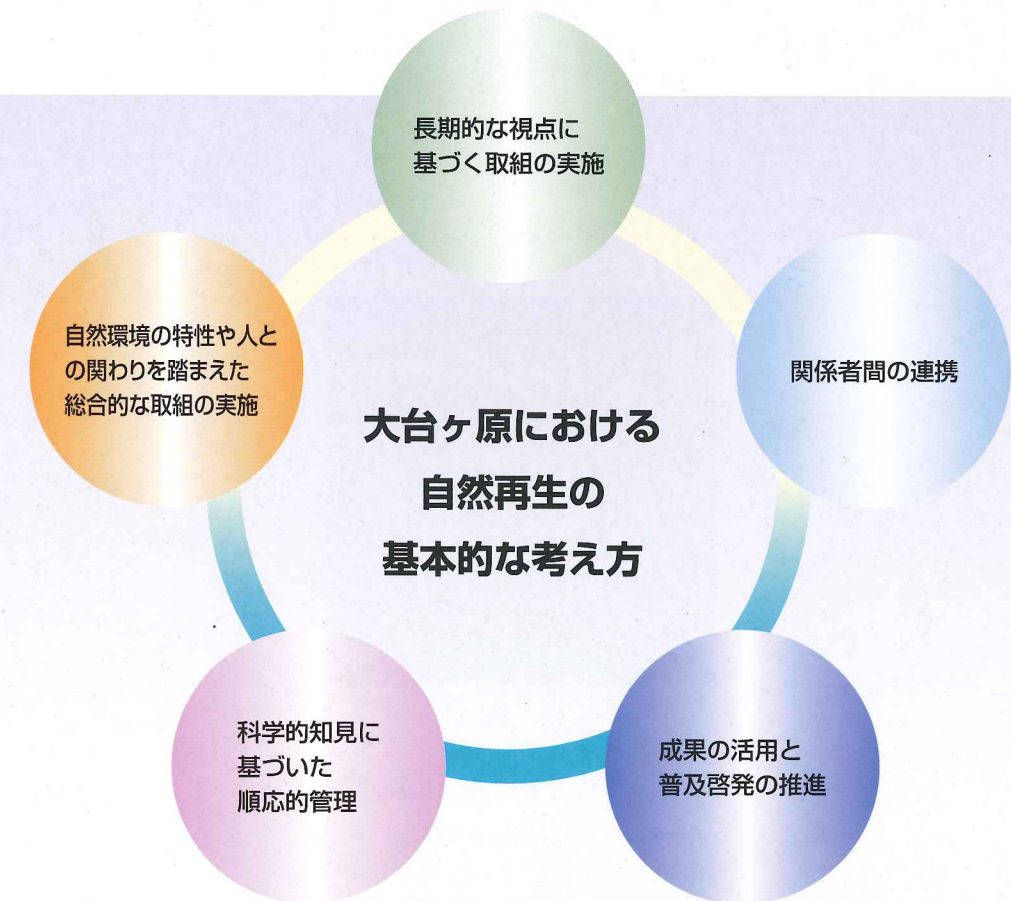 長期的な視点に
基づく取組の実施
自然環境の特性や人と
の関わりを踏まえた
総合的な取組の実施
関係者間の連携
大台ヶ原における
自然再生の
基本的な考え方
科学的知見に
基づいた
順応的管理
成果の活用と
普及啓発の推進